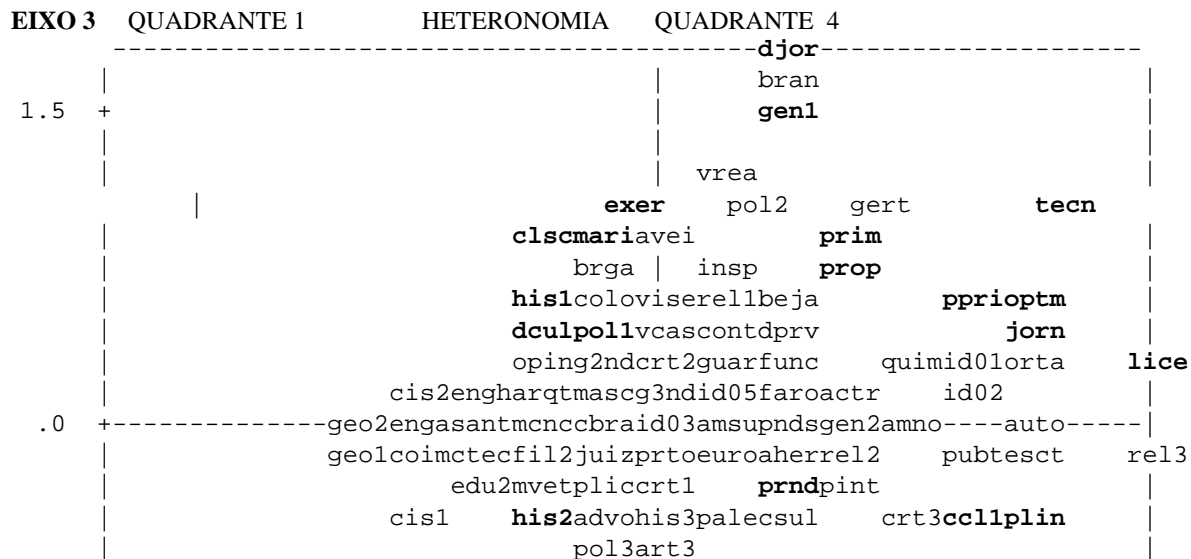 EIXO 3 QUADRANTE 1 HETERONOMIA QUADRANTE 4
------------------------------------------djor---------------------
| | bran |
1.5 + | gen1 |
| | |
| | vrea |
| exer pol2 gert tecn
| clscmariavei prim |
| brga | insp prop |
| his1coloviserel1beja pprioptm |
| dculpol1vcascontdprv jorn |
| oping2ndcrt2guarfunc quimid01orta lice
| cis2engharqtmascg3ndid05faroactr id02 |
.0 +--------------geo2engasantmcnccbraid03amsupndsgen2amno----auto-----|
| geo1coimctecfil2juizprtoeuroaherrel2 pubtesct rel3
| edu2mvetpliccrt1 prndpint |
| cis1 his2advohis3palecsul crt3ccl1plin |
| pol3art3 |